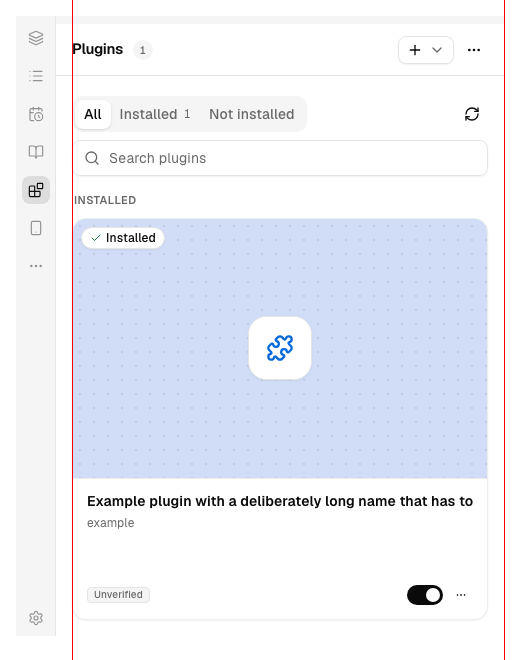 Plugins 1
All Installed 1 Not installed
Search plugins
INSTALLED
Installed
Example plugin with a deliberately long name that has to
example
Unverified